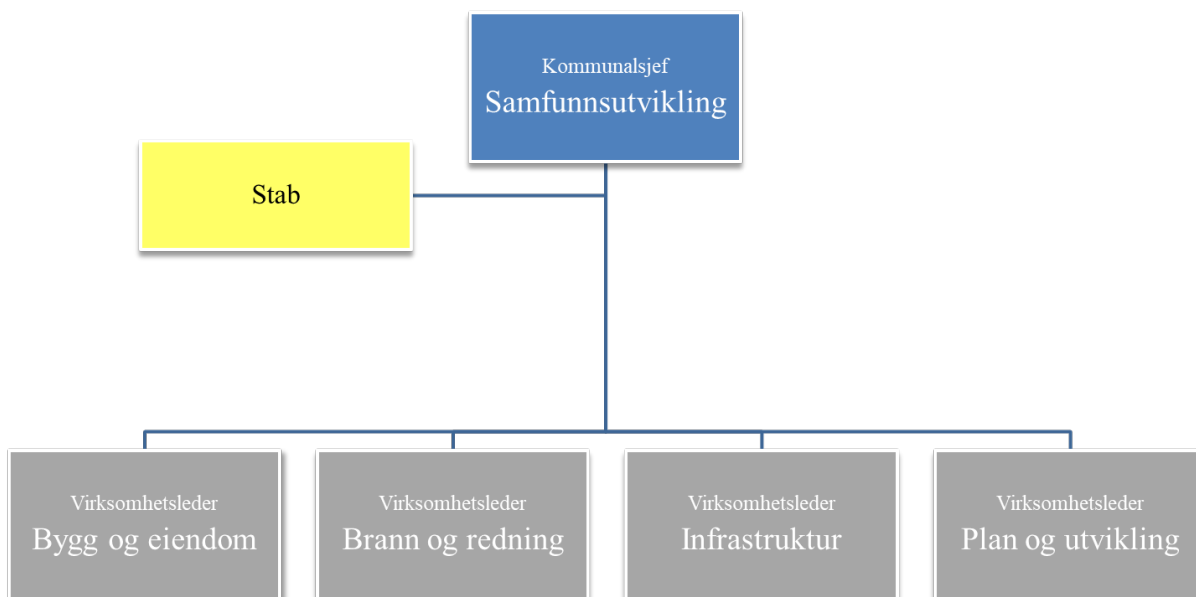 Kommunalsjef
Samfunnsutvikling
Stab
Virksomhetsleder
Bygg og eiendom
Virksomhetsleder
Brann og redning
Virksomhetsleder
Infrastruktur
Virksomhetsleder
Plan og utvikling